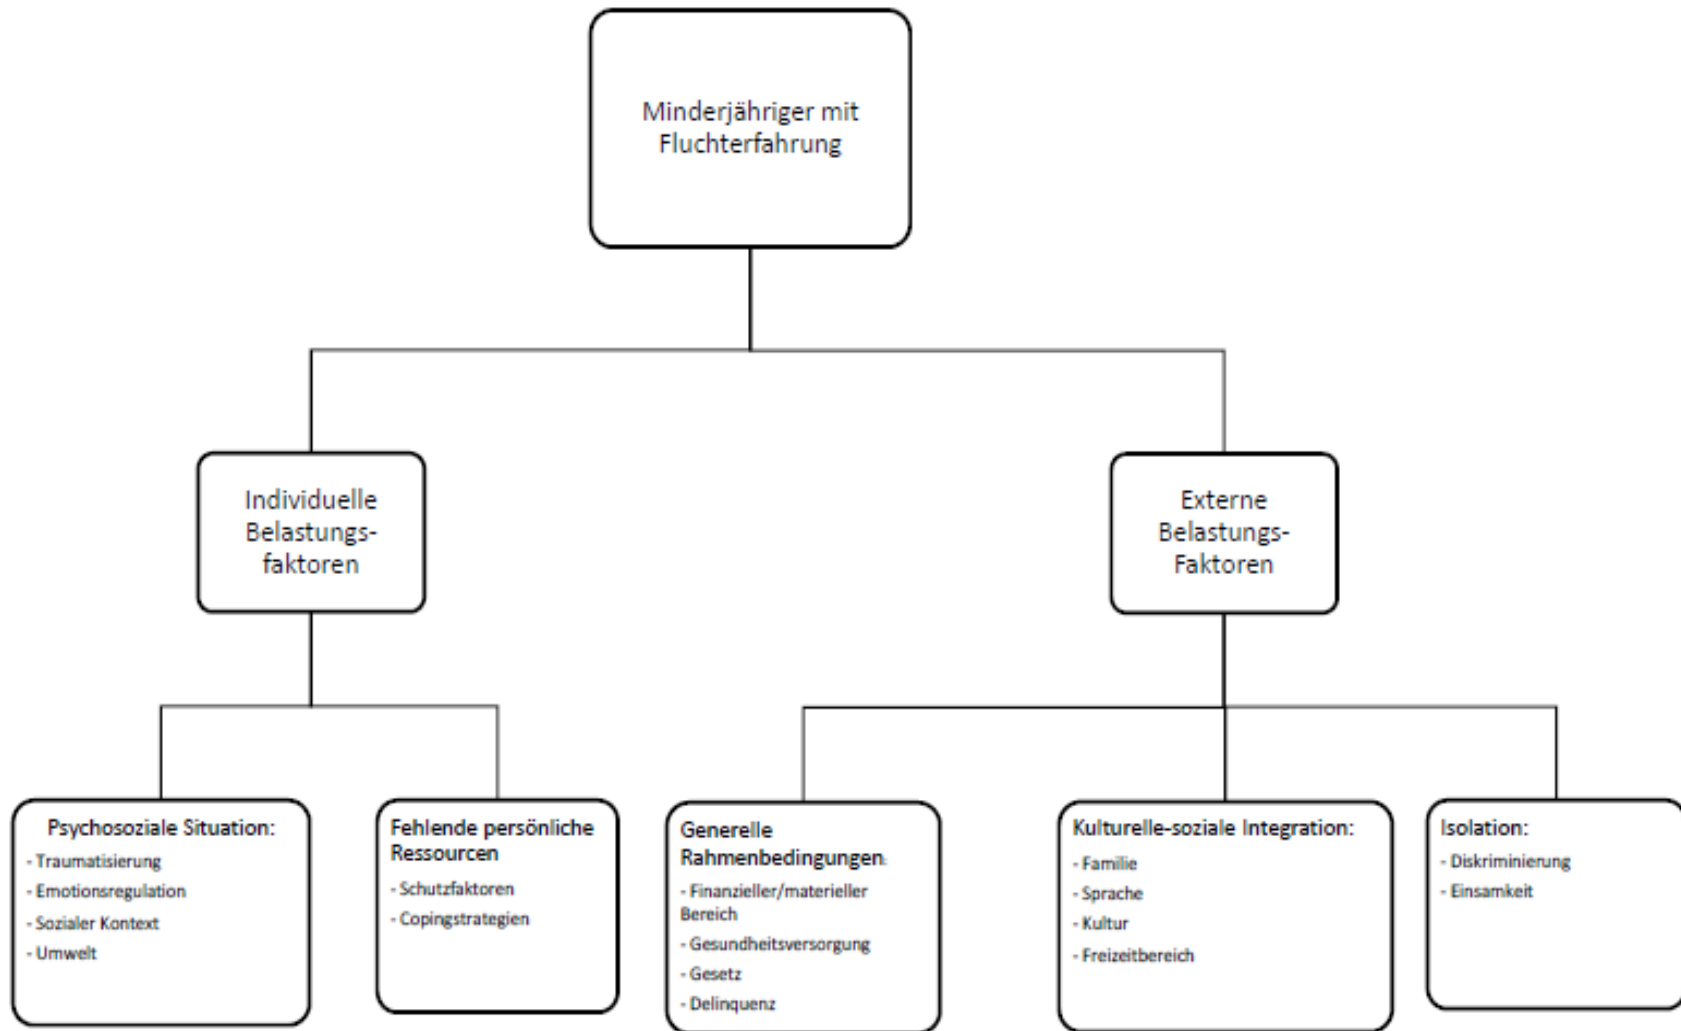 Minderjähriger mit
Fluchterfahrung
Individuelle
Belastungs-
faktoren
Externe
Belastungs-
Faktoren
Psychosoziale Situation:
- Traumatisierung
- Emotionsregulation
- Sozialer Kontext
- Umwelt
Fehlende persönliche
Ressourcen
- Schutzfaktoren
- Copingstrategien
Generelle
Rahmenbedingungen:
- Finanzieller/materieller
Bereich
- Gesundheitsversorgung
- Gesetz
- Delinquenz
Kulturelle-soziale Integration:
- Familie
- Sprache
- Kultur
- Freizeitbereich
Isolation:
- Diskriminierung
- Einsamkeit